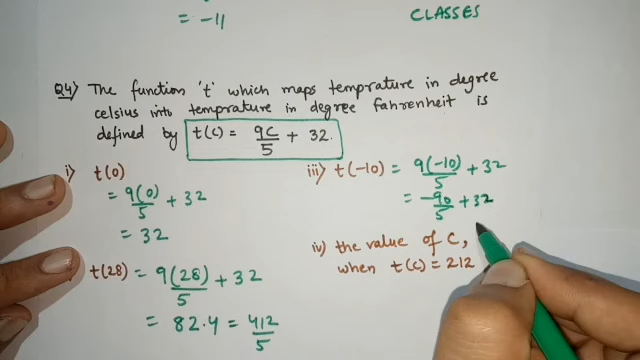 = -11
CLASSES
Q4) The function 't' which maps temprature in degree
celsius into temprature in degree fahrenheit is
defined by t(c) = 9C/5 + 32.
i) t(0)
= 9(0)/5 + 32
= 32
t(28) = 9(28)/5 + 32
= 82.4 = 412/5
iii) t(-10) = 9(-10)/5 + 32
= -90/5 + 32
iv) the value of C,
when t(c) = 212